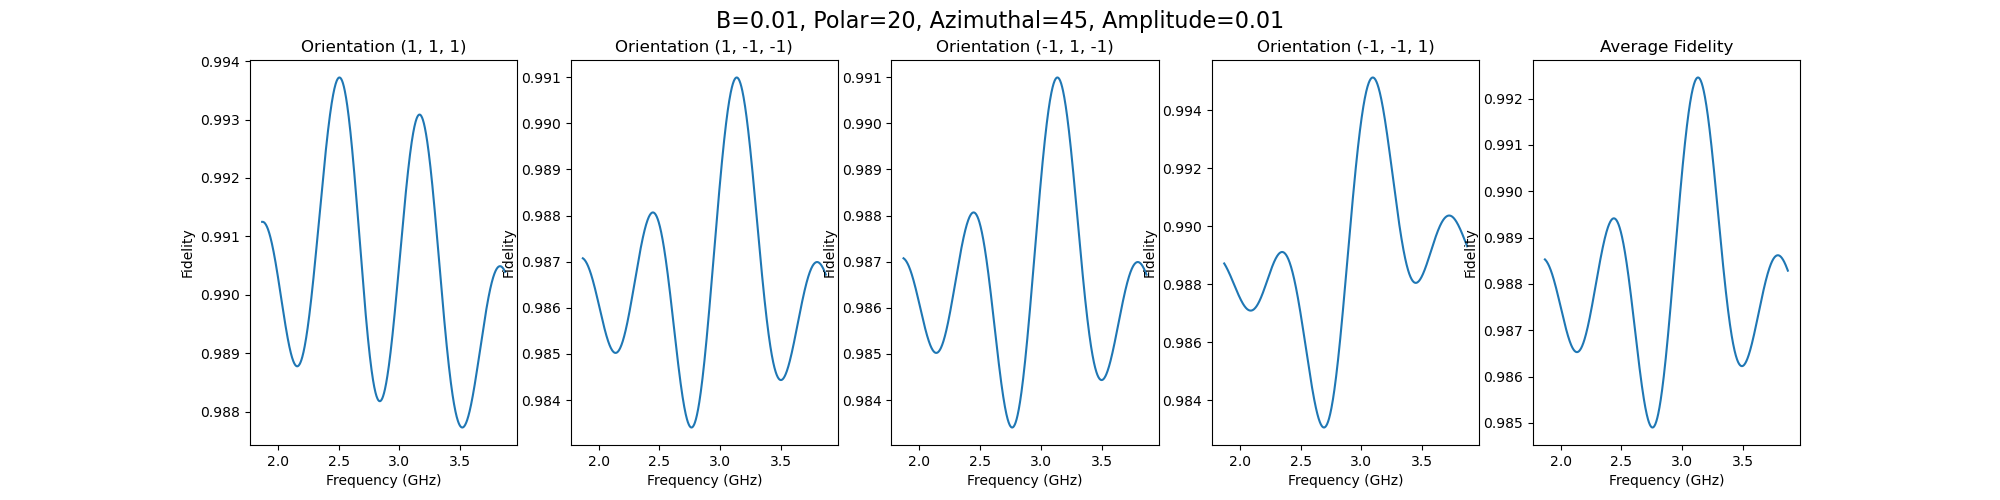 B=0.01, Polar=20, Azimuthal=45, Amplitude=0.01
Orientation (1, 1, 1)
0.994
0.993
0.992
0.991
0.990
0.989
0.988
Fidelity
2.0 2.5 3.0 3.5
Frequency (GHz)
Orientation (1, -1, -1)
0.991
0.990
0.989
0.988
0.987
0.986
0.985
0.984
Fidelity
2.0 2.5 3.0 3.5
Frequency (GHz)
Orientation (-1, 1, -1)
0.991
0.990
0.989
0.988
0.987
0.986
0.985
0.984
Fidelity
2.0 2.5 3.0 3.5
Frequency (GHz)
Orientation (-1, -1, 1)
0.994
0.992
0.990
0.988
0.986
0.984
Fidelity
2.0 2.5 3.0 3.5
Frequency (GHz)
Average Fidelity
0.992
0.991
0.990
0.989
0.988
0.987
0.986
0.985
Fidelity
2.0 2.5 3.0 3.5
Frequency (GHz)